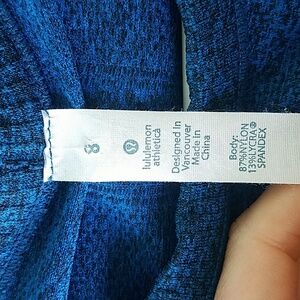 8
lululemon
athletica
Designed In
Vancouver
Made in
China
Body:
87%NYLON
13%LYCRA®
SPANDEX